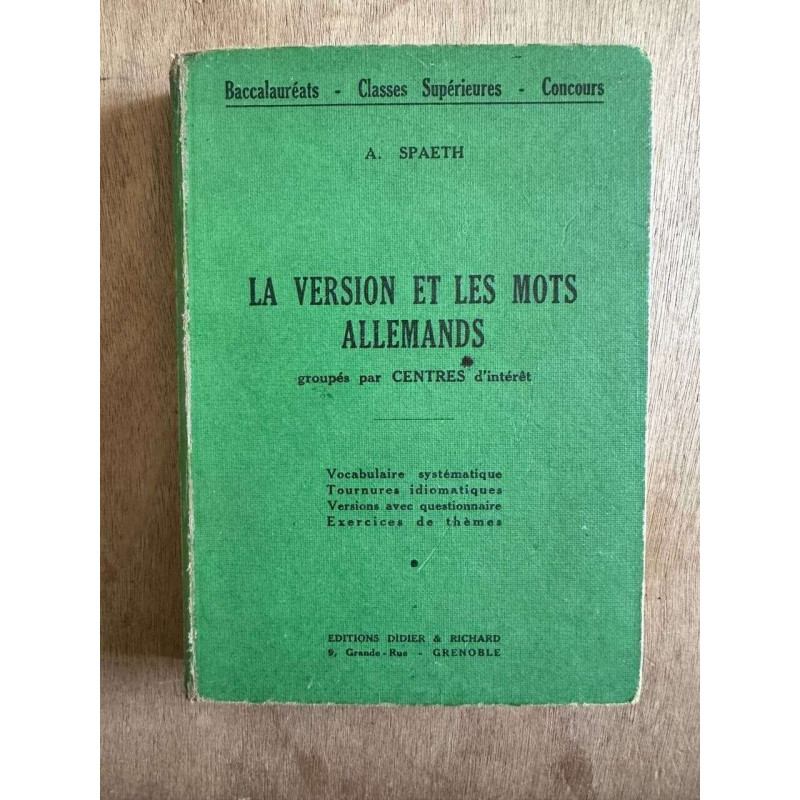 Baccalauréats - Classes Supérieures - Concours
A. SPAETH
LA VERSION ET LES MOTS
ALLEMANDS
groupés par CENTRES d'intérêt
Vocabulaire systématique
Tournures idiomatiques
Versions avec questionnaire
Exercices de thèmes
EDITIONS DIDIER & RICHARD
9, Grande-Rue - GRENOBLE